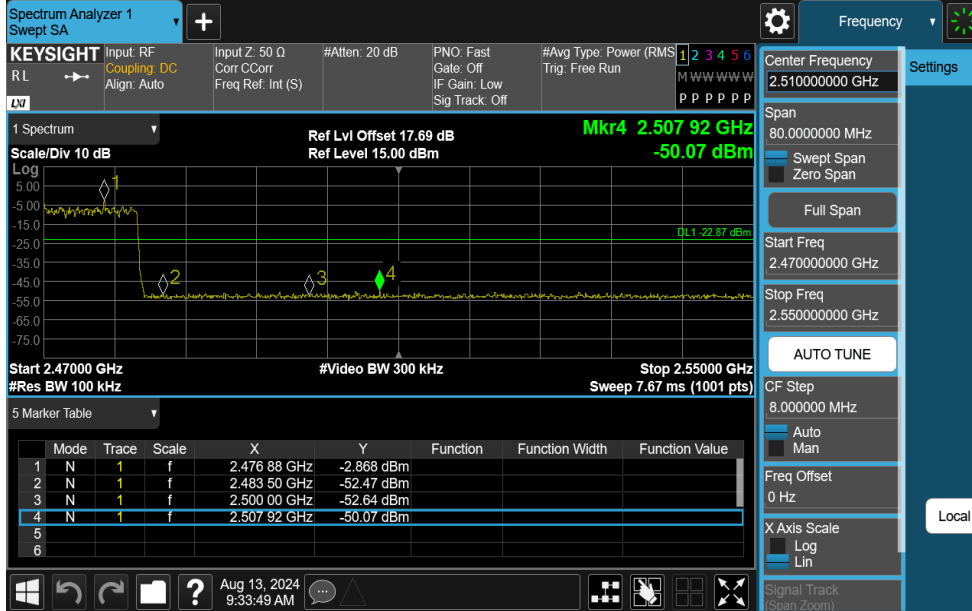 Spectrum Analyzer 1
Swept SA
+
Frequency
KEYSIGHT
RL
LXI
Input: RF
Coupling: DC
Align: Auto
Input Z: 50 Ω
Corr CCorr
Freq Ref: Int (S)
#Atten: 20 dB
PNO: Fast
Gate: Off
IF Gain: Low
Sig Track: Off
#Avg Type: Power (RMS
Trig: Free Run
1 2 3 4 5 6
M W W W W W
P P P P P P
1 Spectrum
Scale/Div 10 dB
Ref Lvl Offset 17.69 dB
Ref Level 15.00 dBm
Mkr4 2.507 92 GHz
-50.07 dBm
Log
5.00
-5.00
-15.0
-25.0
-35.0
-45.0
-55.0
-65.0
-75.0
1
2
3
4
DL1 -22.87 dBm
Start 2.47000 GHz
#Res BW 100 kHz
#Video BW 300 kHz
Stop 2.55000 GHz
Sweep 7.67 ms (1001 pts)
5 Marker Table
Mode Trace Scale X Y Function Function Width Function Value
1 N 1 f 2.476 88 GHz -2.868 dBm
2 N 1 f 2.483 50 GHz -52.47 dBm
3 N 1 f 2.500 00 GHz -52.64 dBm
4 N 1 f 2.507 92 GHz -50.07 dBm
5
6
?
Aug 13, 2024
9:33:49 AM
Center Frequency
2.510000000 GHz
Span
80.0000000 MHz
Swept Span
Zero Span
Full Span
Start Freq
2.470000000 GHz
Stop Freq
2.550000000 GHz
AUTO TUNE
CF Step
8.000000 MHz
Auto
Man
Freq Offset
0 Hz
X Axis Scale
Log
Lin
Signal Track
(Span Zoom)
Settings
Local